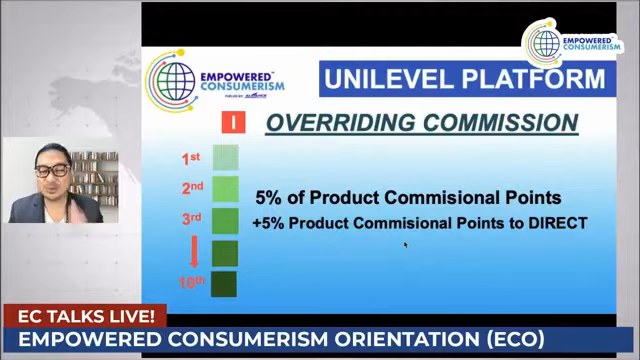 EMPOWERED
CONSUMERISM
EMPOWERED
CONSUMERISM
UNILEVEL PLATFORM
I OVERRIDING COMMISSION
1st
2nd
3rd
10th
5% of Product Commisional Points
+5% Product Commisional Points to DIRECT
EC TALKS LIVE!
EMPOWERED CONSUMERISM ORIENTATION (ECO)